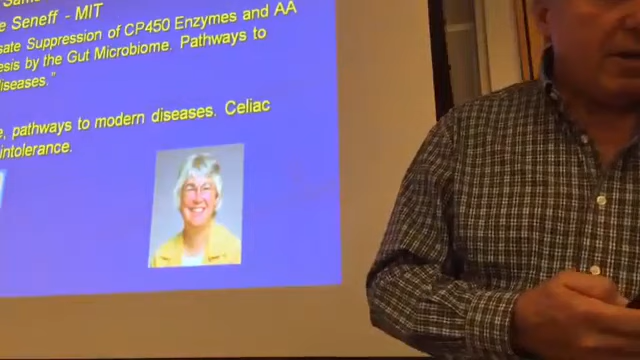 e Seneff - MIT
sate Suppression of CP450 Enzymes and AA
esis by the Gut Microbiome. Pathways to
diseases."
e, pathways to modern diseases. Celiac
intolerance.